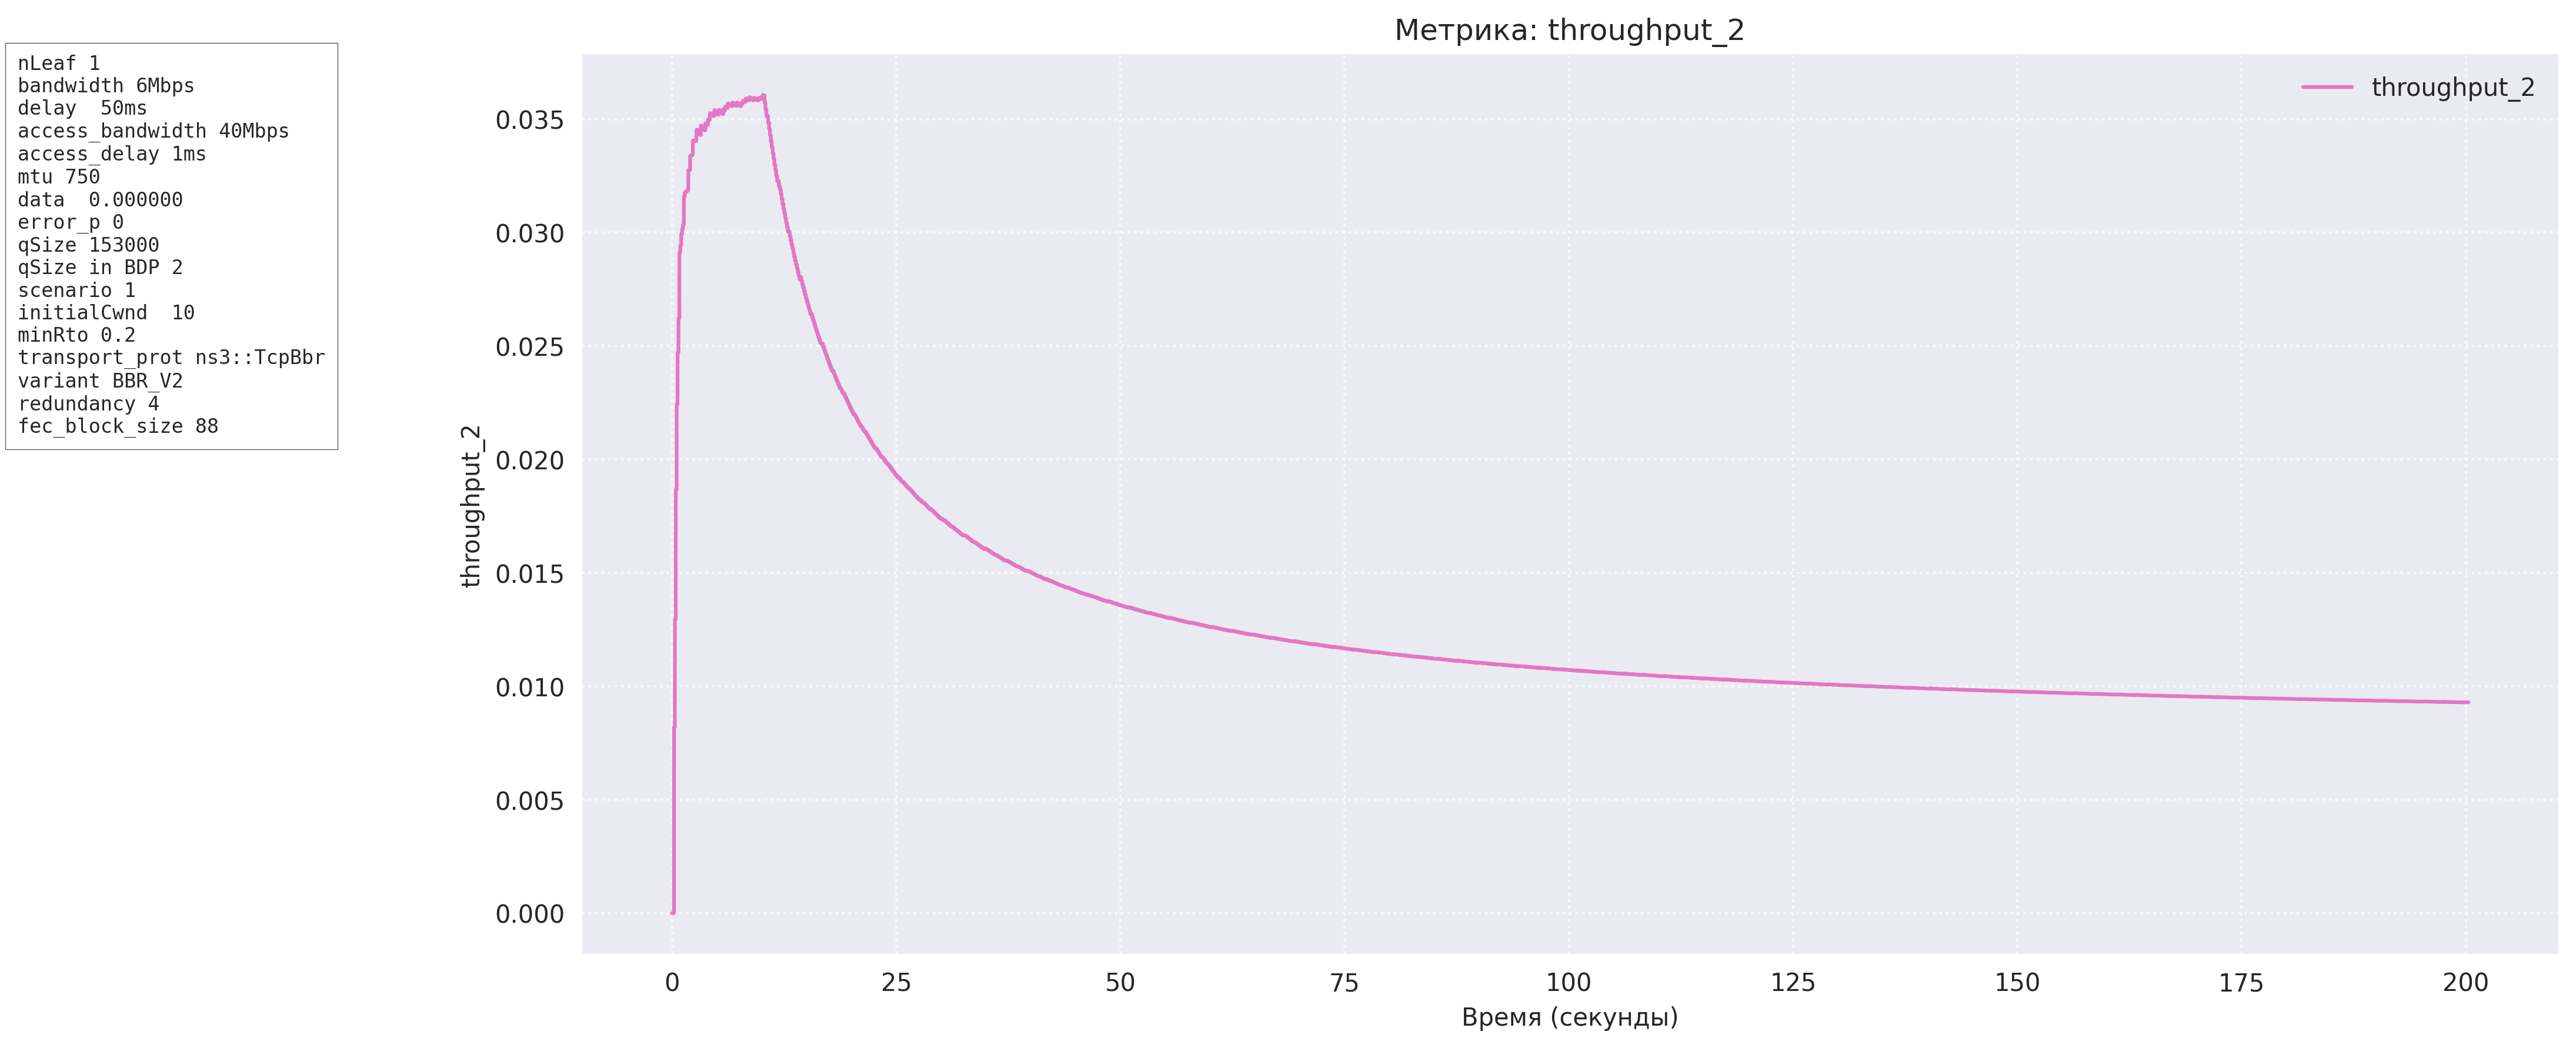 Метрика: throughput_2
nLeaf 1
bandwidth 6Mbps
delay  50ms
access_bandwidth 40Mbps
access_delay 1ms
mtu 750
data  0.000000
error_p 0
qSize 153000
qSize in BDP 2
scenario 1
initialCwnd  10
minRto 0.2
transport_prot ns3::TcpBbr
variant BBR_V2
redundancy 4
fec_block_size 88
throughput_2
throughput_2
0.035
0.030
0.025
0.020
0.015
0.010
0.005
0.000
0 25 50 75 100 125 150 175 200
Время (секунды)